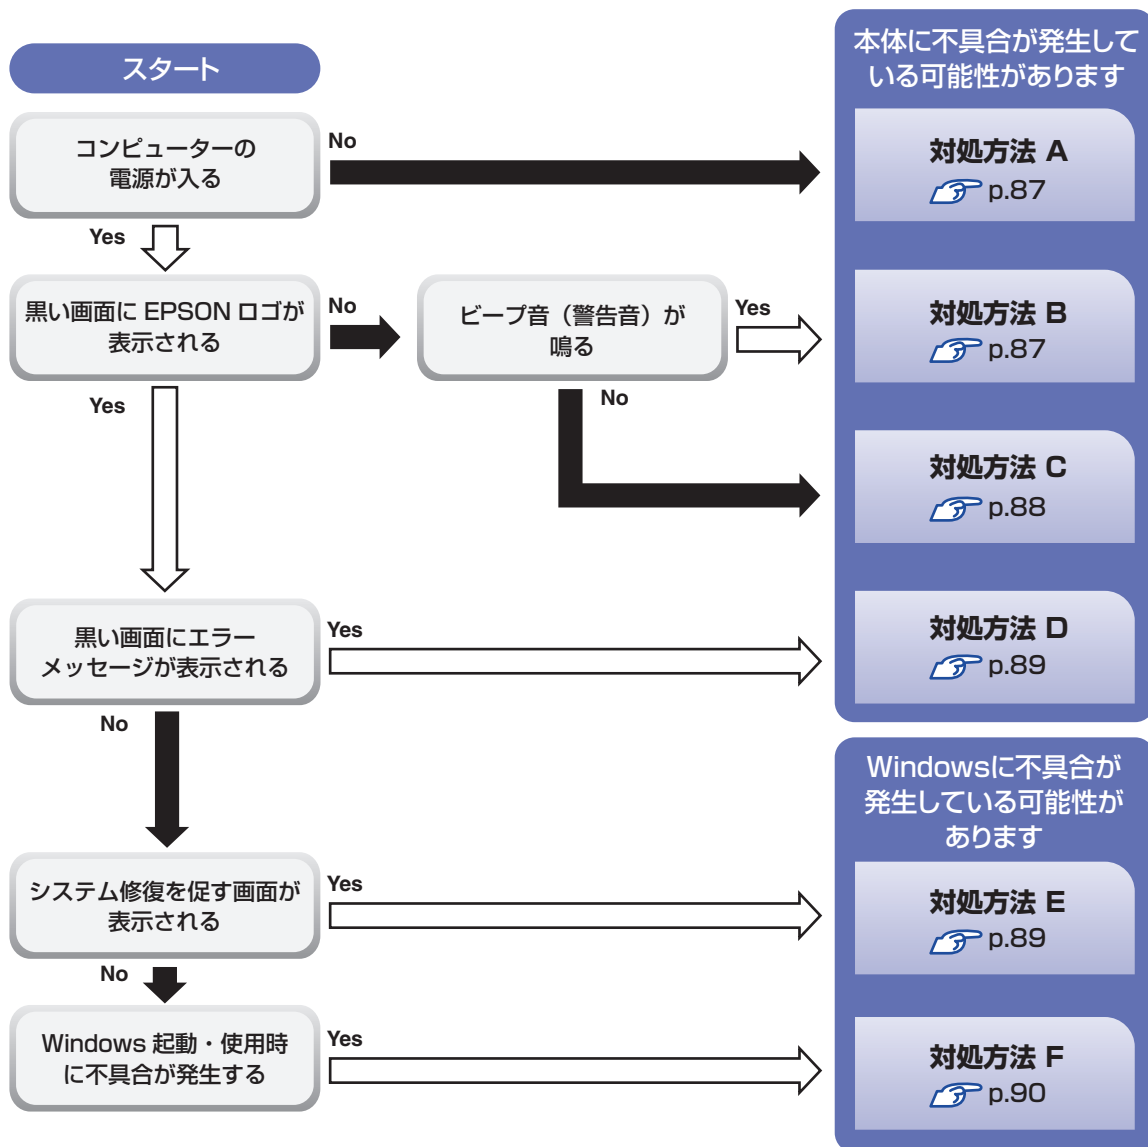 スタート
コンピューターの
電源が入る
No
Yes
黒い画面に EPSON ロゴが
表示される
No
ビープ音（警告音）が
鳴る
Yes
No
Yes
黒い画面にエラー
メッセージが表示される
Yes
No
システム修復を促す画面が
表示される
Yes
No
Windows 起動・使用時
に不具合が発生する
Yes
本体に不具合が発生して
いる可能性があります
対処方法 A
p.87
対処方法 B
p.87
対処方法 C
p.88
対処方法 D
p.89
Windowsに不具合が
発生している可能性が
あります
対処方法 E
p.89
対処方法 F
p.90